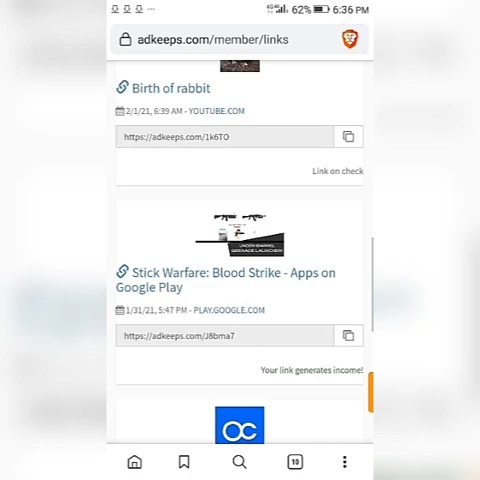 62% 6:36 PM
adkeeps.com/member/links
Birth of rabbit
2/1/21, 6:39 AM - YOUTUBE.COM
https://adkeeps.com/1k6TO
Link on check
UNDER-BARREL
GRENADE LAUNCHER
Stick Warfare: Blood Strike - Apps on
Google Play
1/31/21, 5:47 PM - PLAY.GOOGLE.COM
https://adkeeps.com/J8bma7
Your link generates income!
OC
10